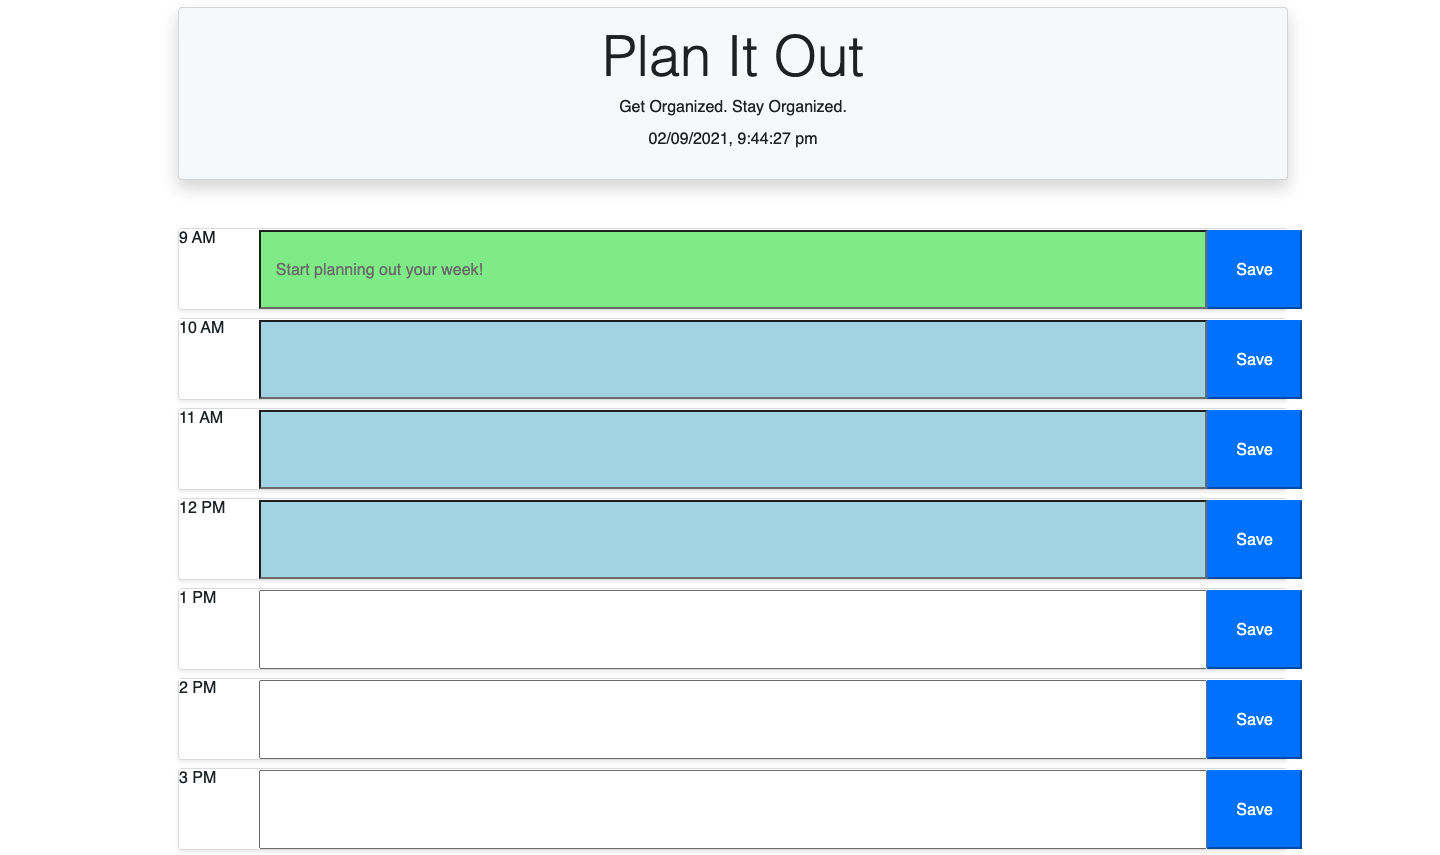 Plan It Out
Get Organized. Stay Organized.
02/09/2021, 9:44:27 pm
9 AM
Start planning out your week!
Save
10 AM
Save
11 AM
Save
12 PM
Save
1 PM
Save
2 PM
Save
3 PM
Save